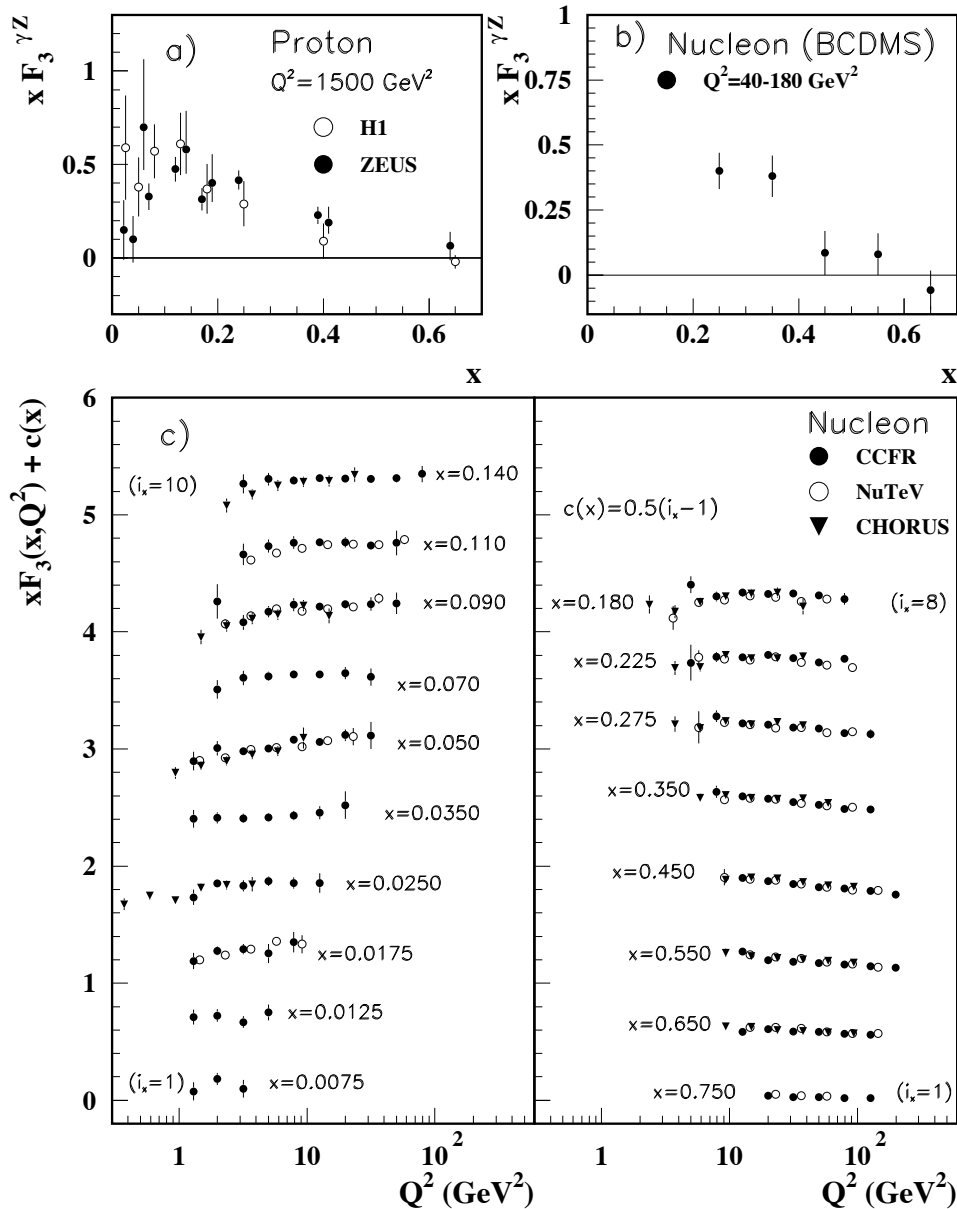 a)
Proton
Q²=1500 GeV²
H1
ZEUS
x F₃ ᵞᶻ
1
0.5
0
0 0.2 0.4 0.6
x
b)
Nucleon (BCDMS)
Q²=40-180 GeV²
x F₃ ᵞᶻ
1
0.75
0.5
0.25
0
0 0.2 0.4 0.6
x
xF₃(x,Q²) + c(x)
6
5
4
3
2
1
0
c)
(iₓ=10)
x=0.140
x=0.110
x=0.090
x=0.070
x=0.050
x=0.0350
x=0.0250
x=0.0175
x=0.0125
(iₓ=1)
x=0.0075
1 10 10²
Q² (GeV²)
Nucleon
CCFR
NuTeV
CHORUS
c(x)=0.5(iₓ−1)
x=0.180
(iₓ=8)
x=0.225
x=0.275
x=0.350
x=0.450
x=0.550
x=0.650
x=0.750
(iₓ=1)
1 10 10²
Q² (GeV²)